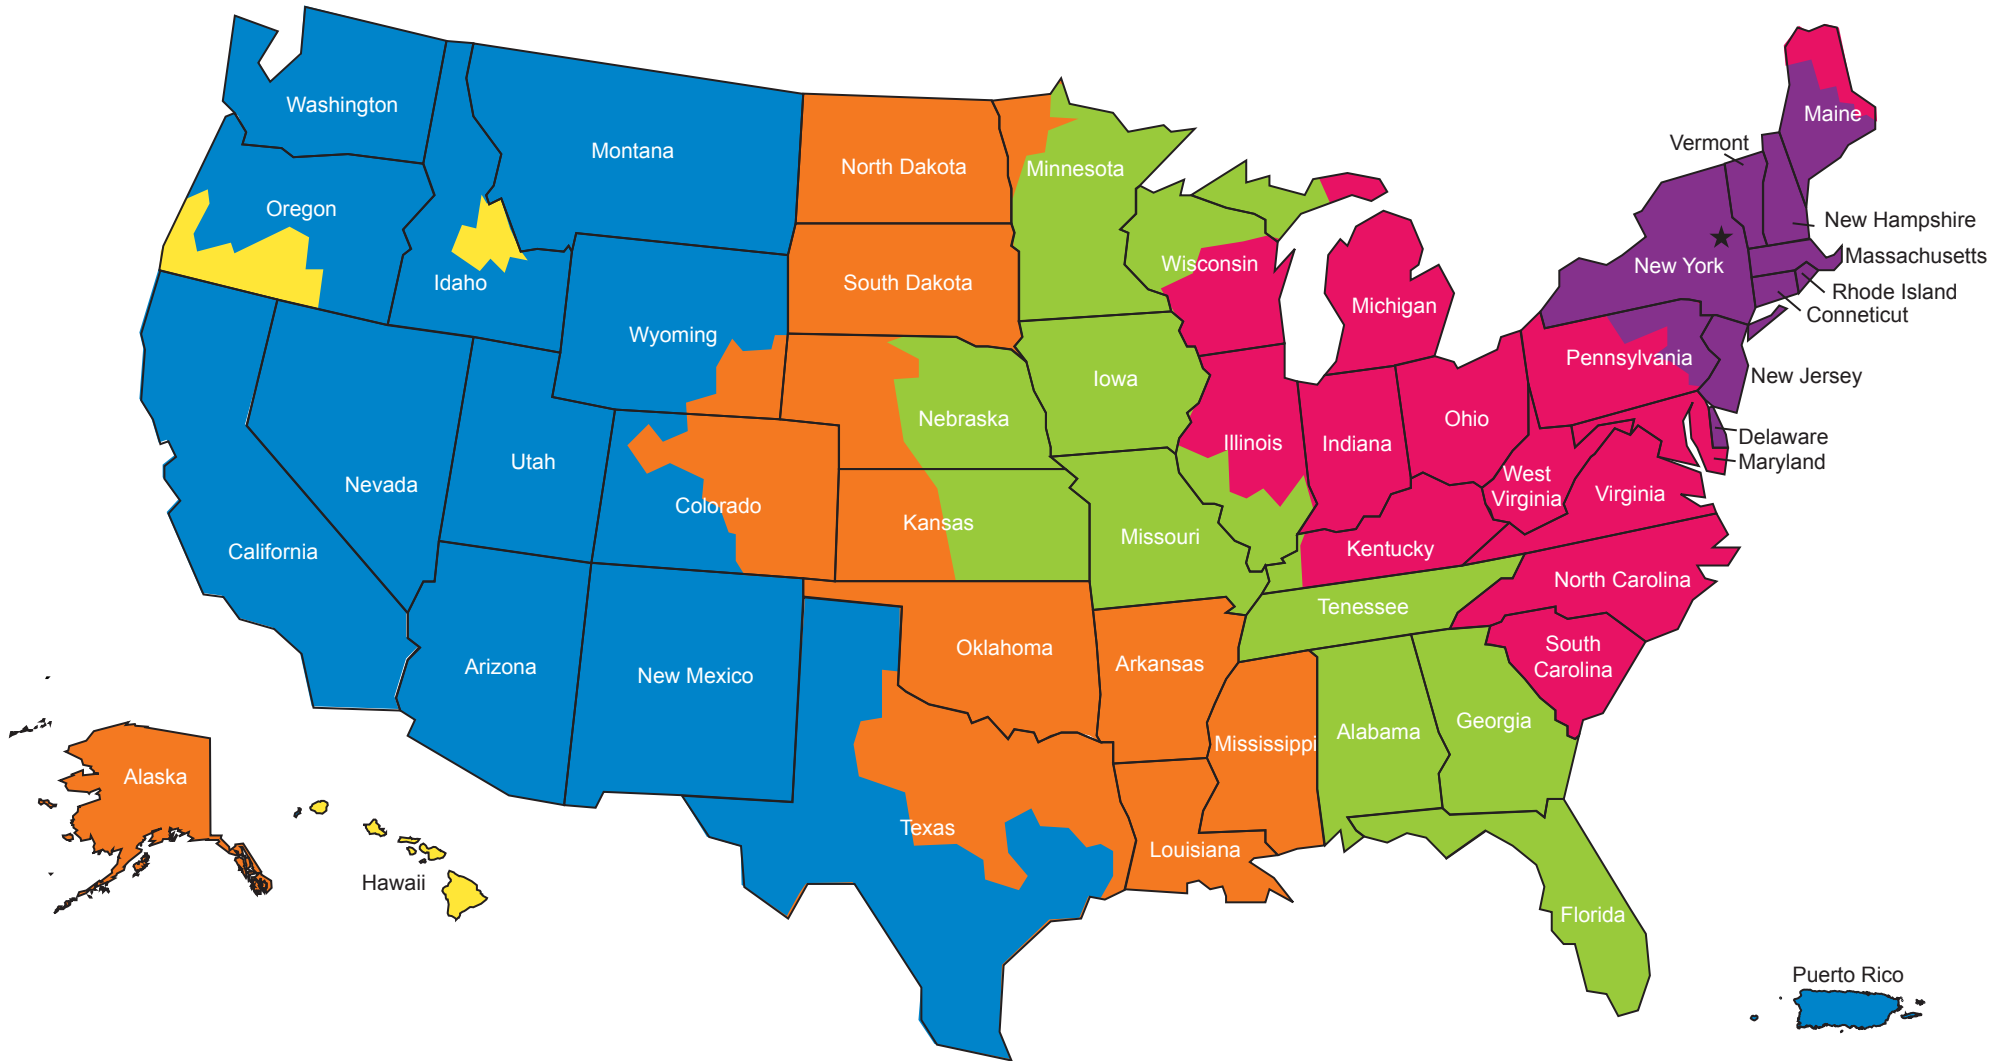 Washington
Montana
North Dakota
Minnesota
Vermont
Maine
Oregon
New Hampshire
Massachusetts
Idaho
South Dakota
Wisconsin
New York
Rhode Island
Conneticut
Wyoming
Michigan
Pennsylvania
New Jersey
Iowa
Nebraska
Ohio
Delaware
Maryland
Illinois
Indiana
Utah
Nevada
Colorado
Kansas
West
Virginia
Virginia
California
Missouri
Kentucky
North Carolina
Tenessee
Arizona
New Mexico
Oklahoma
Arkansas
South
Carolina
Mississippi
Alabama
Georgia
Alaska
Texas
Louisiana
Hawaii
Florida
Puerto Rico